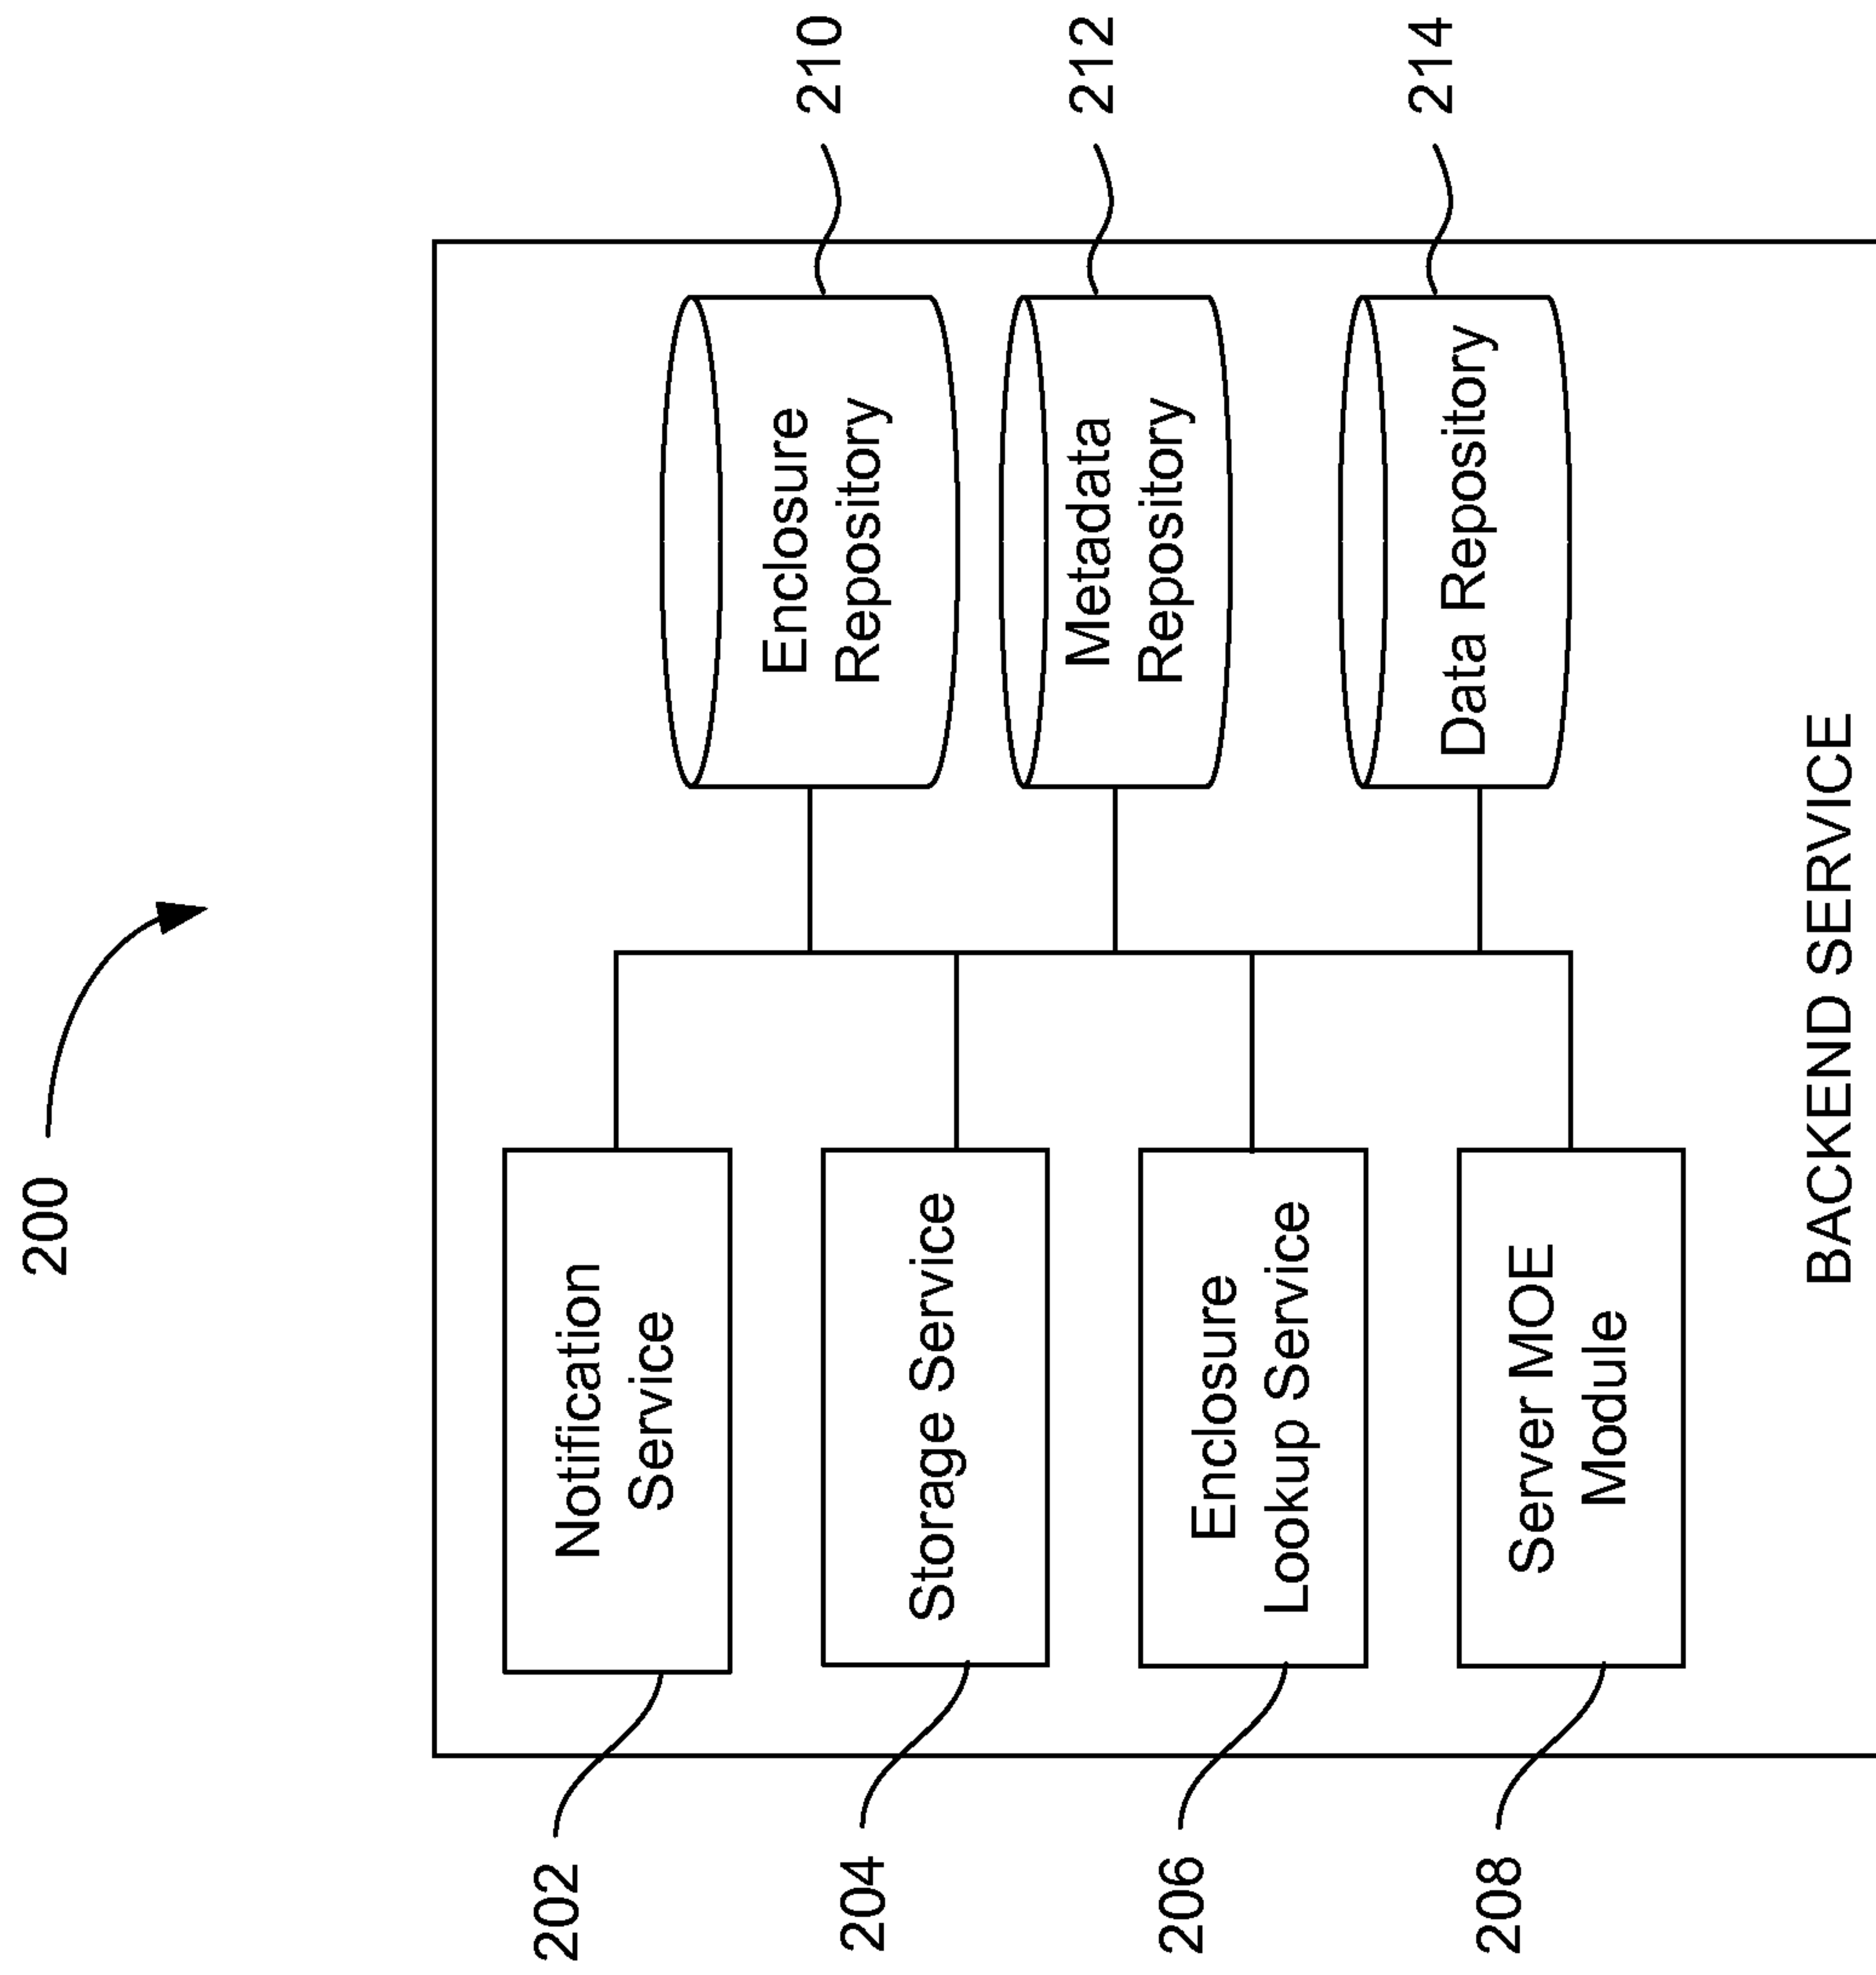 200
202
Notification
Service
204
Storage Service
206
Enclosure
Lookup Service
208
Server MOE
Module
Enclosure
Repository
210
Metadata
Repository
212
Data Repository
214
BACKEND SERVICE